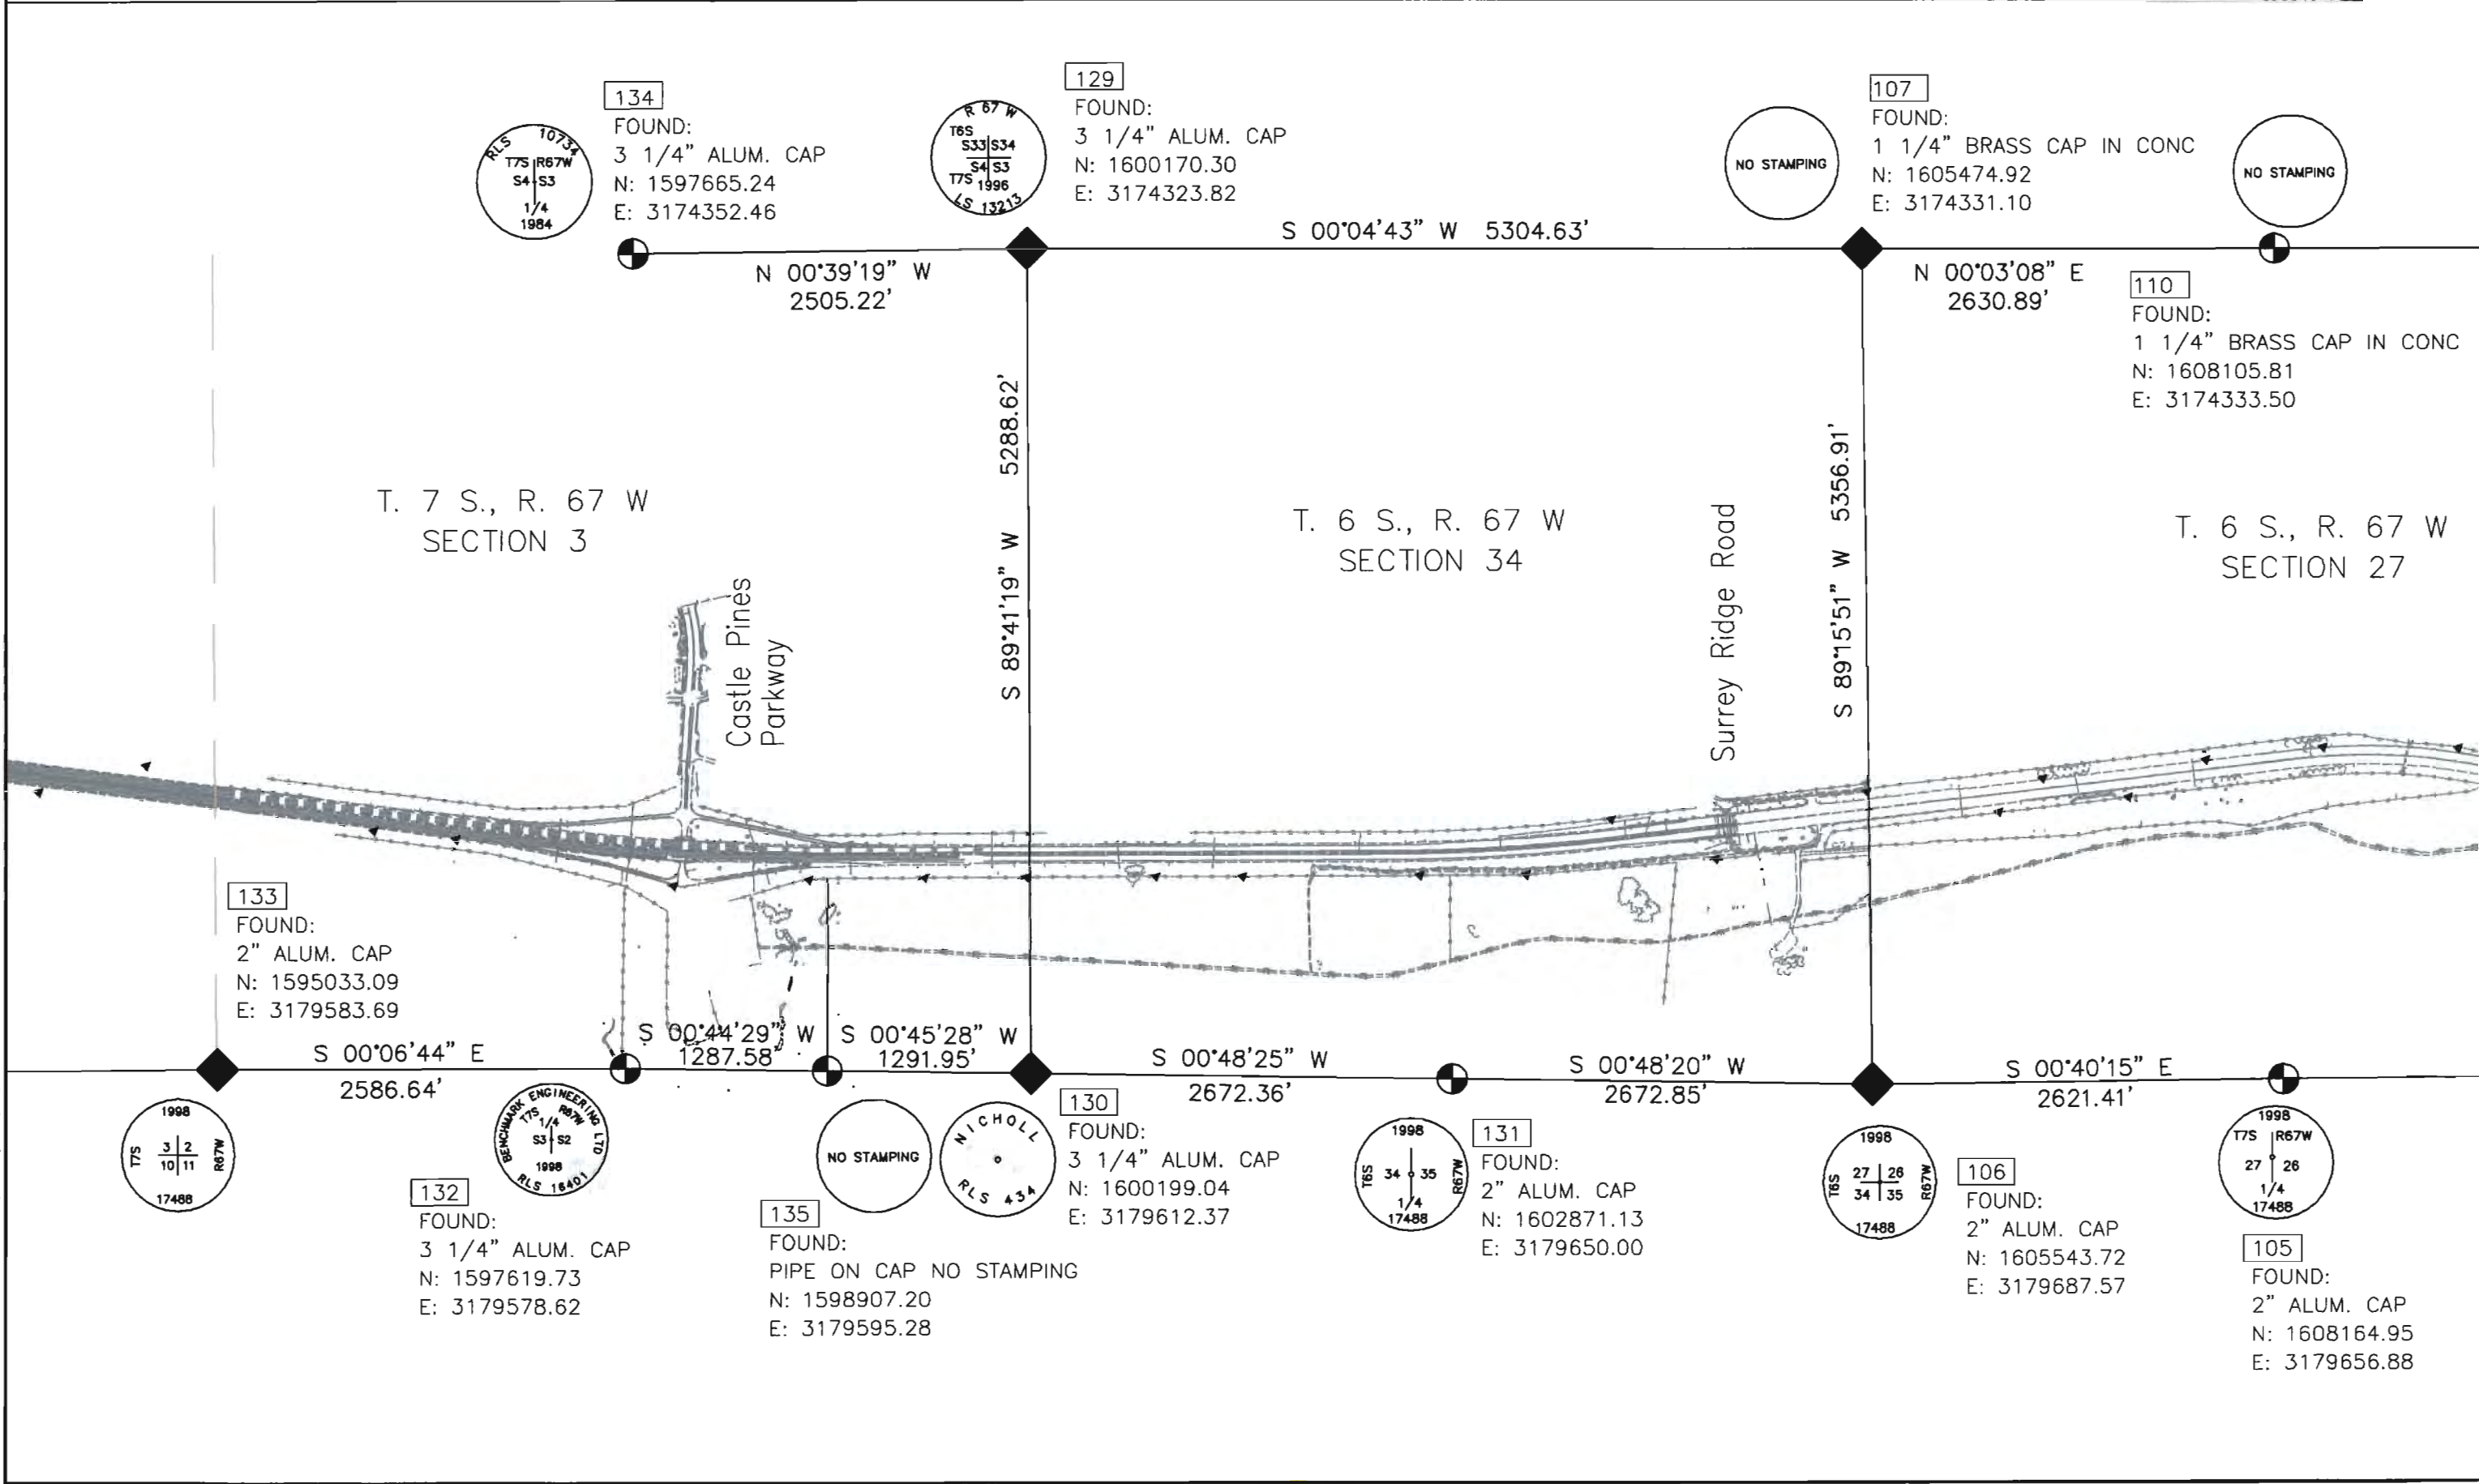 134
FOUND:
3 1/4" ALUM. CAP
N: 1597665.24
E: 3174352.46
RLS 10734
T7S R67W
S4 S3
1/4
1984
129
FOUND:
3 1/4" ALUM. CAP
N: 1600170.30
E: 3174323.82
R 67 W
T6S
S33 S34
S4 S3
T7S 1996
LS 13213
107
FOUND:
1 1/4" BRASS CAP IN CONC
N: 1605474.92
E: 3174331.10
NO STAMPING
NO STAMPING
S 00°04'43" W 5304.63'
N 00°39'19" W
2505.22'
N 00°03'08" E
2630.89'
110
FOUND:
1 1/4" BRASS CAP IN CONC
N: 1608105.81
E: 3174333.50
S 89°41'19" W 5288.62'
S 89°15'51" W 5356.91'
T. 7 S., R. 67 W
SECTION 3
T. 6 S., R. 67 W
SECTION 34
T. 6 S., R. 67 W
SECTION 27
Castle Pines
Parkway
Surrey Ridge Road
133
FOUND:
2" ALUM. CAP
N: 1595033.09
E: 3179583.69
S 00°06'44" E
2586.64'
S 00°44'29" W
1287.58'
S 00°45'28" W
1291.95'
S 00°48'25" W
2672.36'
S 00°48'20" W
2672.85'
S 00°40'15" E
2621.41'
1998
T7S 3 2 R67W
10 11
17488
BENCHMARK ENGINEERING LTD
T7S R67W
1/4
S3 S2
1998
RLS 16401
132
FOUND:
3 1/4" ALUM. CAP
N: 1597619.73
E: 3179578.62
NO STAMPING
135
FOUND:
PIPE ON CAP NO STAMPING
N: 1598907.20
E: 3179595.28
NICHOLL
RLS 434
130
FOUND:
3 1/4" ALUM. CAP
N: 1600199.04
E: 3179612.37
1998
T6S 34 35 R67W
1/4
17488
131
FOUND:
2" ALUM. CAP
N: 1602871.13
E: 3179650.00
1998
T6S 27 26 R67W
34 35
17488
106
FOUND:
2" ALUM. CAP
N: 1605543.72
E: 3179687.57
1998
T7S R67W
27 26
1/4
17488
105
FOUND:
2" ALUM. CAP
N: 1608164.95
E: 3179656.88